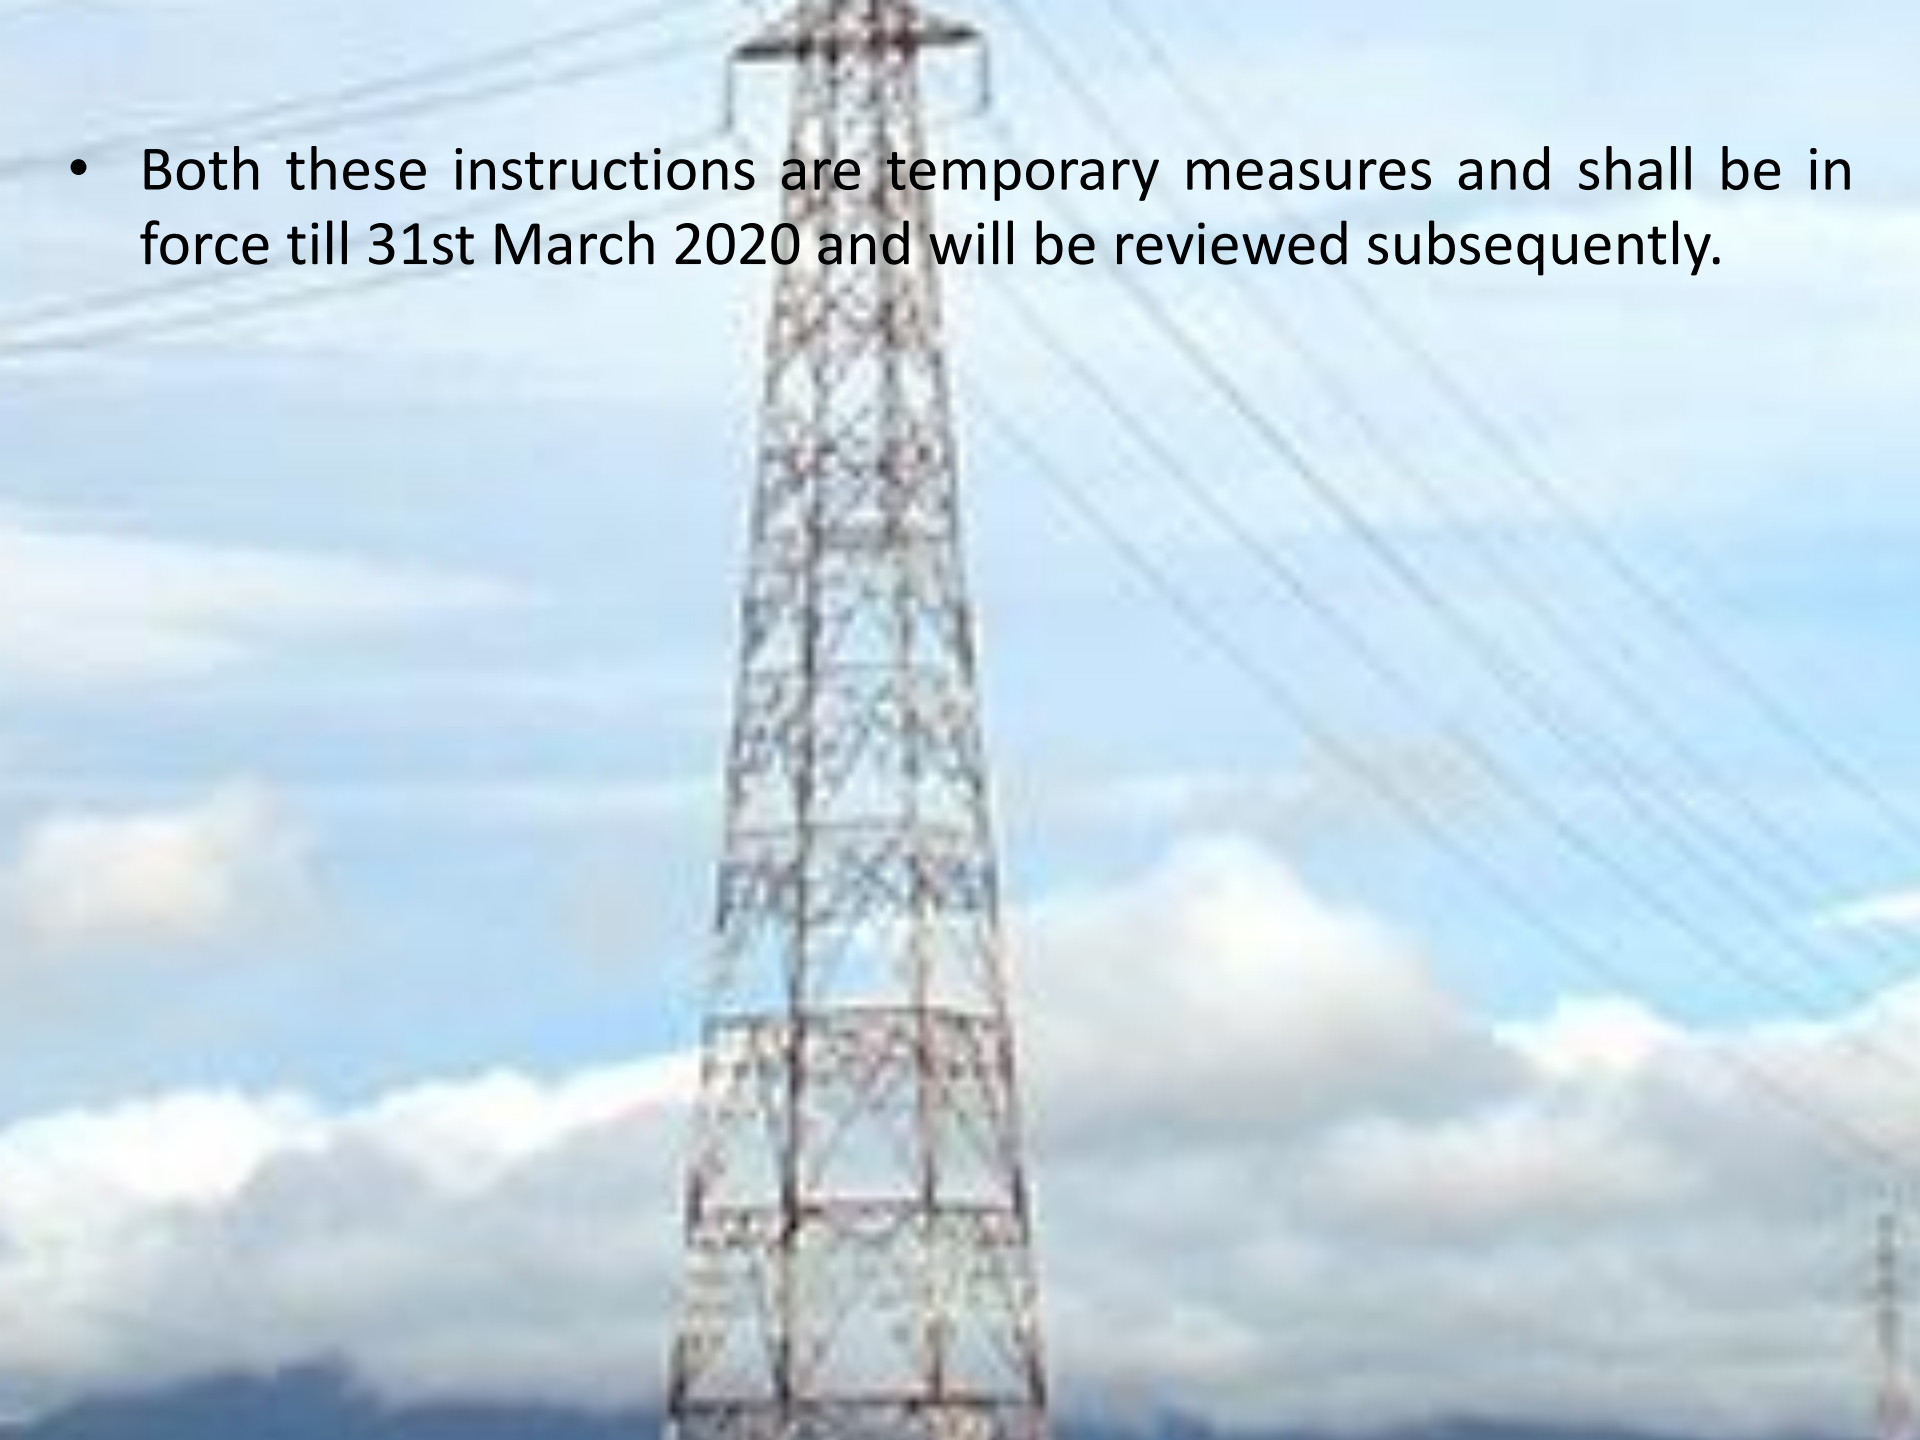 • Both these instructions are temporary measures and shall be in
force till 31st March 2020 and will be reviewed subsequently.